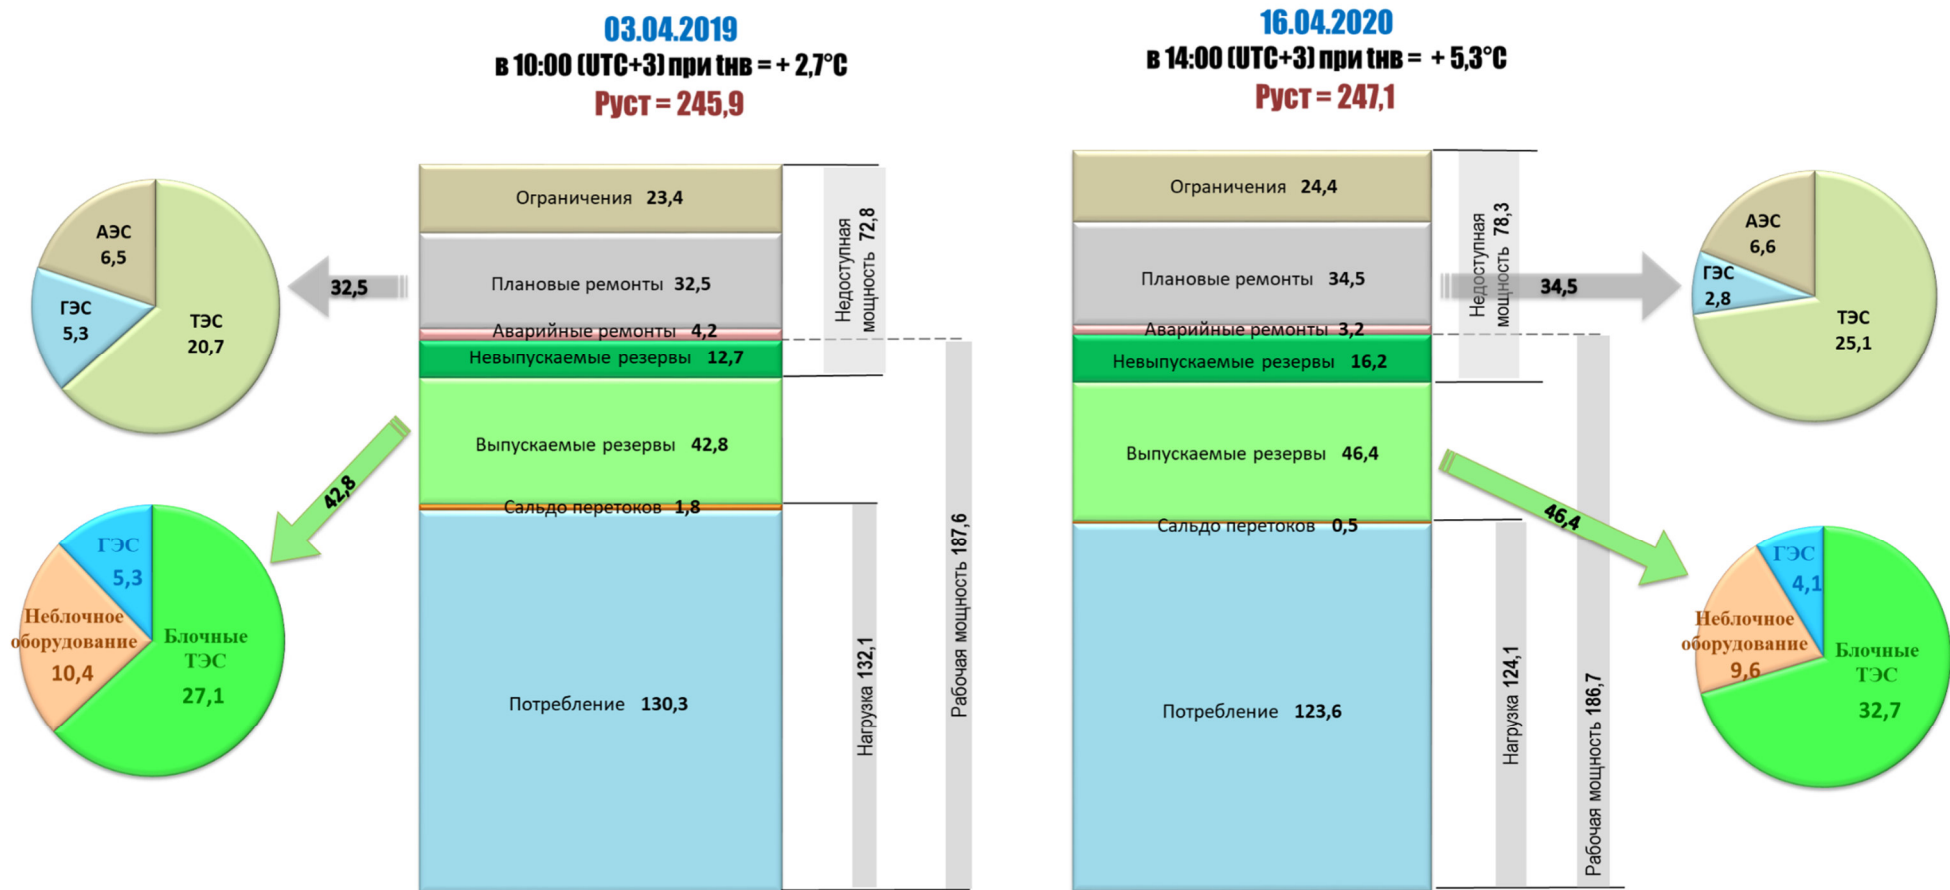 03.04.2019
в 10:00 (UTC+3) при tнв = + 2,7°C
Руст = 245,9
АЭС
6,5
ГЭС
5,3
ТЭС
20,7
32,5
Ограничения 23,4
Плановые ремонты 32,5
Аварийные ремонты 4,2
Невыпускаемые резервы 12,7
Выпускаемые резервы 42,8
Сальдо перетоков 1,8
Потребление 130,3
Недоступная
мощность 72,8
Нагрузка 132,1
Рабочая мощность 187,6
42,8
ГЭС
5,3
Неблочное
оборудование
10,4
Блочные
ТЭС
27,1
16.04.2020
в 14:00 (UTC+3) при tнв = + 5,3°C
Руст = 247,1
Ограничения 24,4
Плановые ремонты 34,5
Аварийные ремонты 3,2
Невыпускаемые резервы 16,2
Выпускаемые резервы 46,4
Сальдо перетоков 0,5
Потребление 123,6
Недоступная
мощность 78,3
Нагрузка 124,1
Рабочая мощность 186,7
34,5
АЭС
6,6
ГЭС
2,8
ТЭС
25,1
46,4
ГЭС
4,1
Неблочное
оборудование
9,6
Блочные
ТЭС
32,7